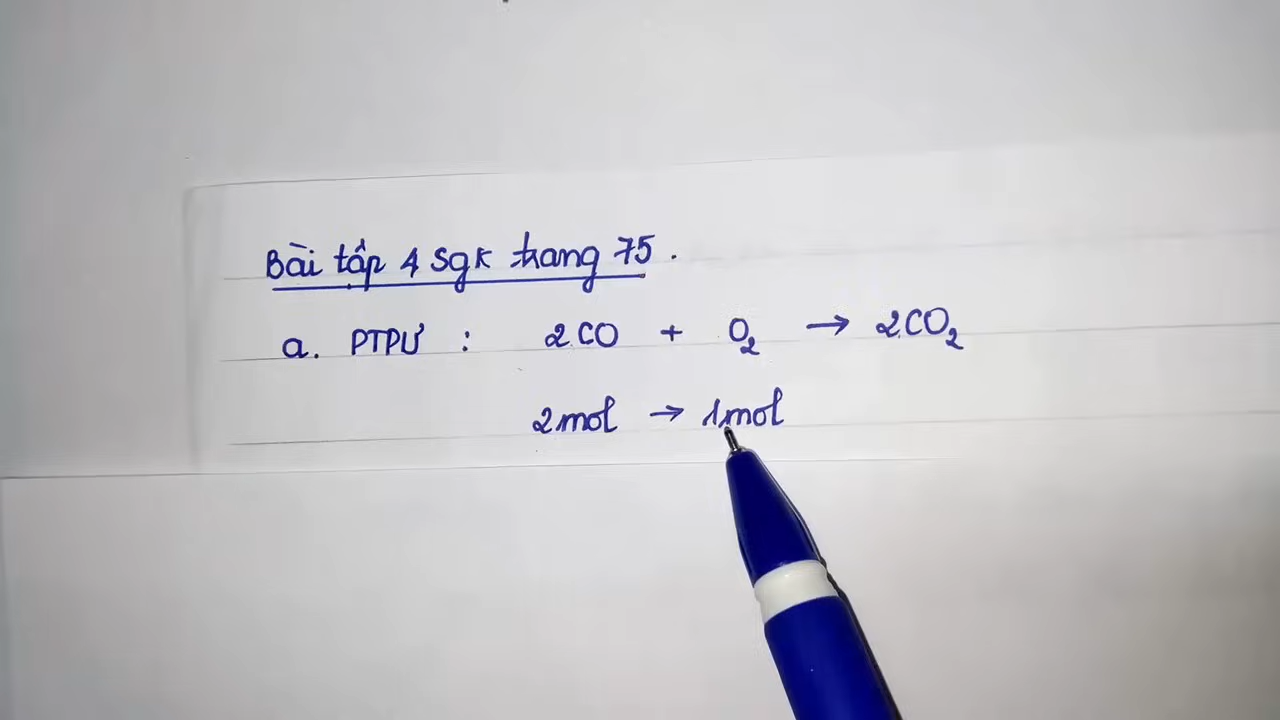 Bài tập 4 sgk trang 75.
a. PTPƯ : 2CO + O₂ → 2CO₂
2mol → 1mol